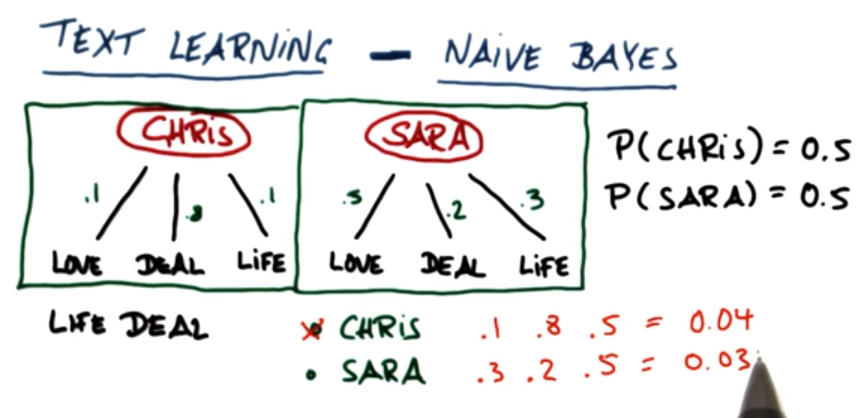 TEXT LEARNING — NAIVE BAYES
CHRIS
SARA
P(CHRIS) = 0.5
P(SARA) = 0.5
.1 .8 .1
.5 .2 .3
LOVE DEAL LIFE
LOVE DEAL LIFE
LIFE DEAL
CHRIS .1 .8 .5 = 0.04
SARA .3 .2 .5 = 0.03